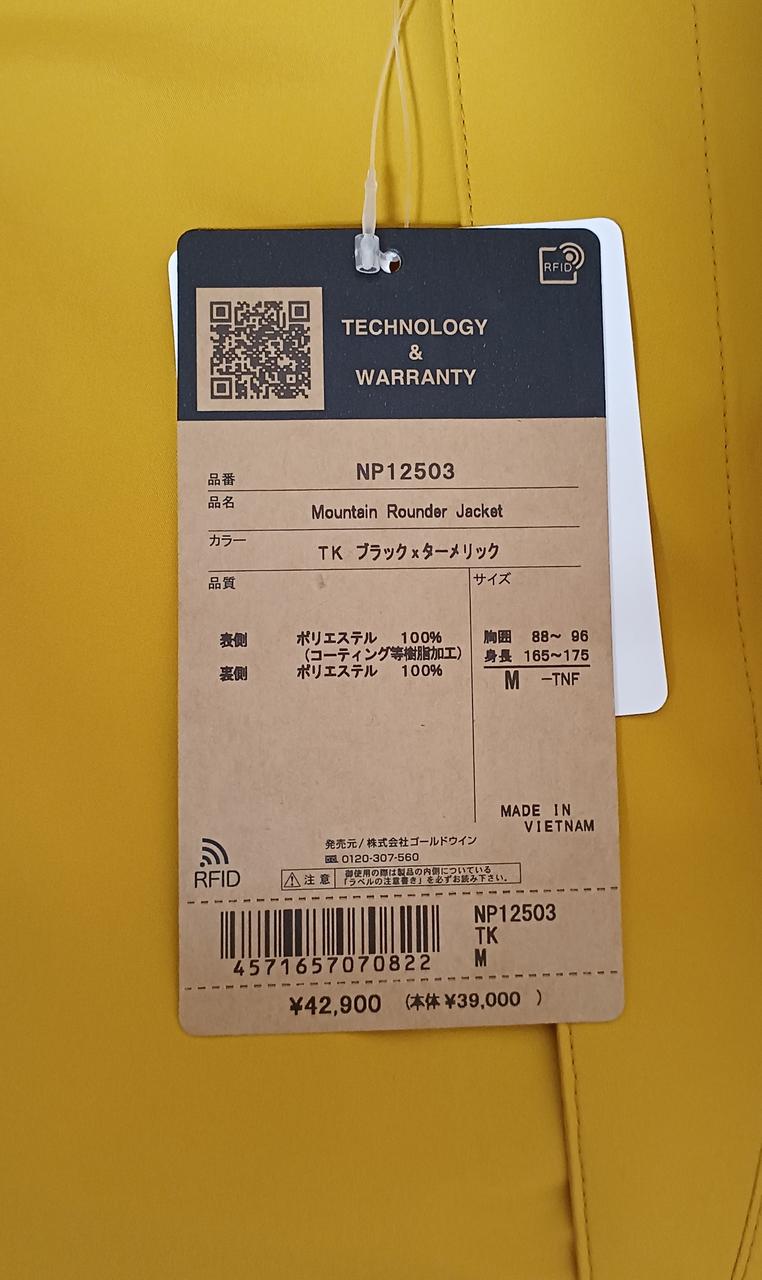 RFID
TECHNOLOGY
&
WARRANTY
品番 NP12503
品名 Mountain Rounder Jacket
カラー TK ブラックxターメリック
品質
表側 ポリエステル 100%
(コーティング等樹脂加工)
裏側 ポリエステル 100%
サイズ
胸囲 88~ 96
身長 165~175
M -TNF
MADE IN
VIETNAM
発売元/株式会社ゴールドウイン
0120-307-560
RFID
注意 御使用の際は製品の内側についている
「ラベルの注意書き」を必ずお読み下さい。
4571657070822
NP12503
TK
M
¥42,900 (本体¥39,000 )